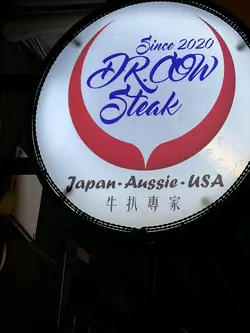 Since 2020
DR.COW
Steak
Japan·Aussie·USA
牛扒專家